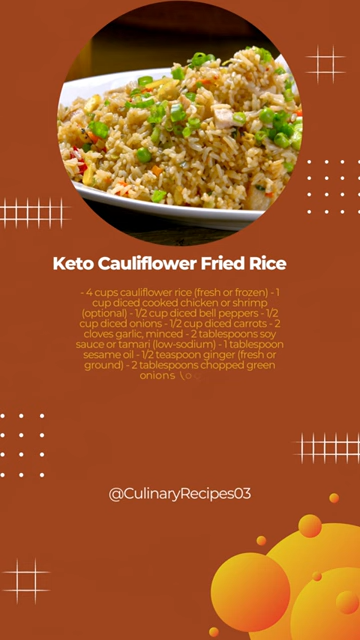 Keto Cauliflower Fried Rice
- 4 cups cauliflower rice (fresh or frozen) - 1
cup diced cooked chicken or shrimp
(optional) - 1/2 cup diced bell peppers - 1/2
cup diced onions - 1/2 cup diced carrots - 2
cloves garlic, minced - 2 tablespoons soy
sauce or tamari (low-sodium) - 1 tablespoon
sesame oil - 1/2 teaspoon ginger (fresh or
ground) - 2 tablespoons chopped green
onions
@CulinaryRecipes03